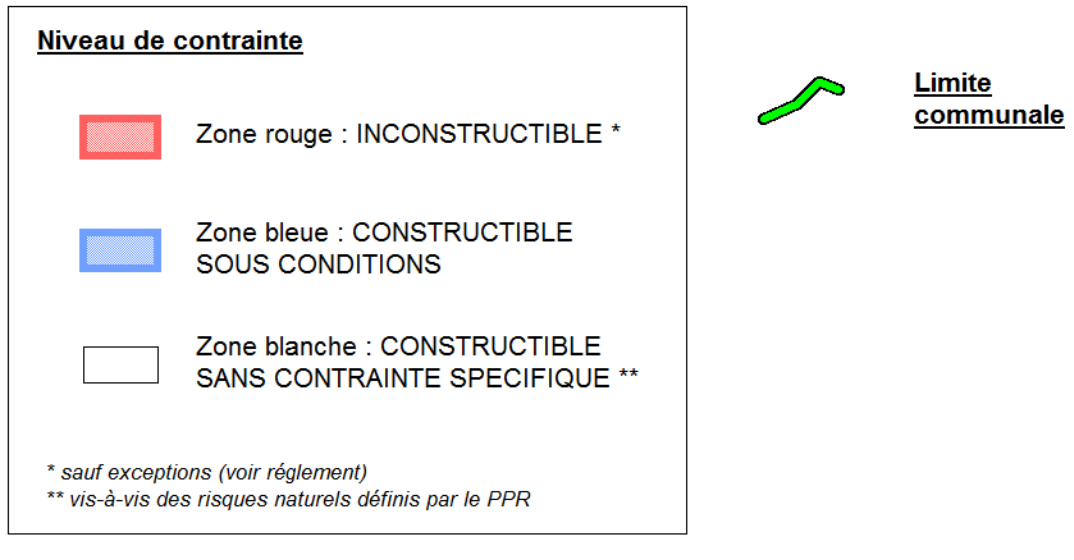 Niveau de contrainte
Zone rouge : INCONSTRUCTIBLE *
Zone bleue : CONSTRUCTIBLE
SOUS CONDITIONS
Zone blanche : CONSTRUCTIBLE
SANS CONTRAINTE SPECIFIQUE **
* sauf exceptions (voir réglement)
** vis-à-vis des risques naturels définis par le PPR
Limite
communale